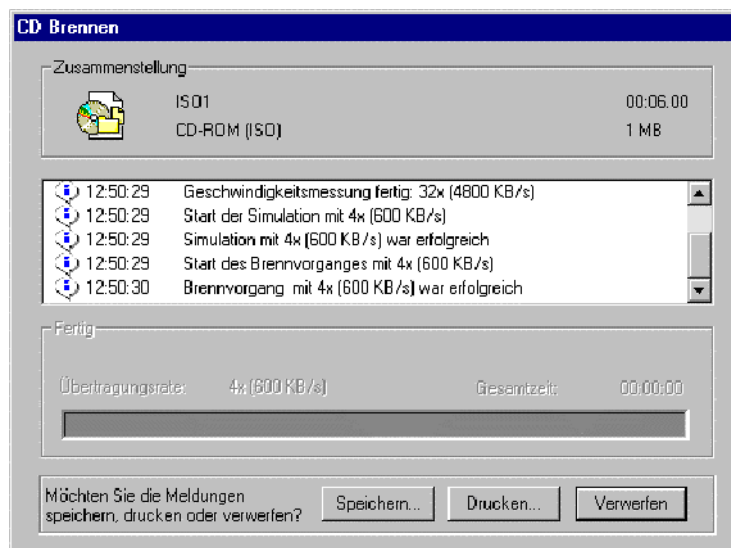 CD Brennen
Zusammenstellung
ISO1 00:06.00
CD-ROM (ISO) 1 MB
12:50:29 Geschwindigkeitsmessung fertig: 32x (4800 KB/s)
12:50:29 Start der Simulation mit 4x (600 KB/s)
12:50:29 Simulation mit 4x (600 KB/s) war erfolgreich
12:50:29 Start des Brennvorganges mit 4x (600 KB/s)
12:50:30 Brennvorgang mit 4x (600 KB/s) war erfolgreich
Fertig
Übertragungsrate: 4x (600 KB/s) Gesamtzeit: 00:00:00
Möchten Sie die Meldungen
speichern, drucken oder verwerfen?
Speichern... Drucken... Verwerfen